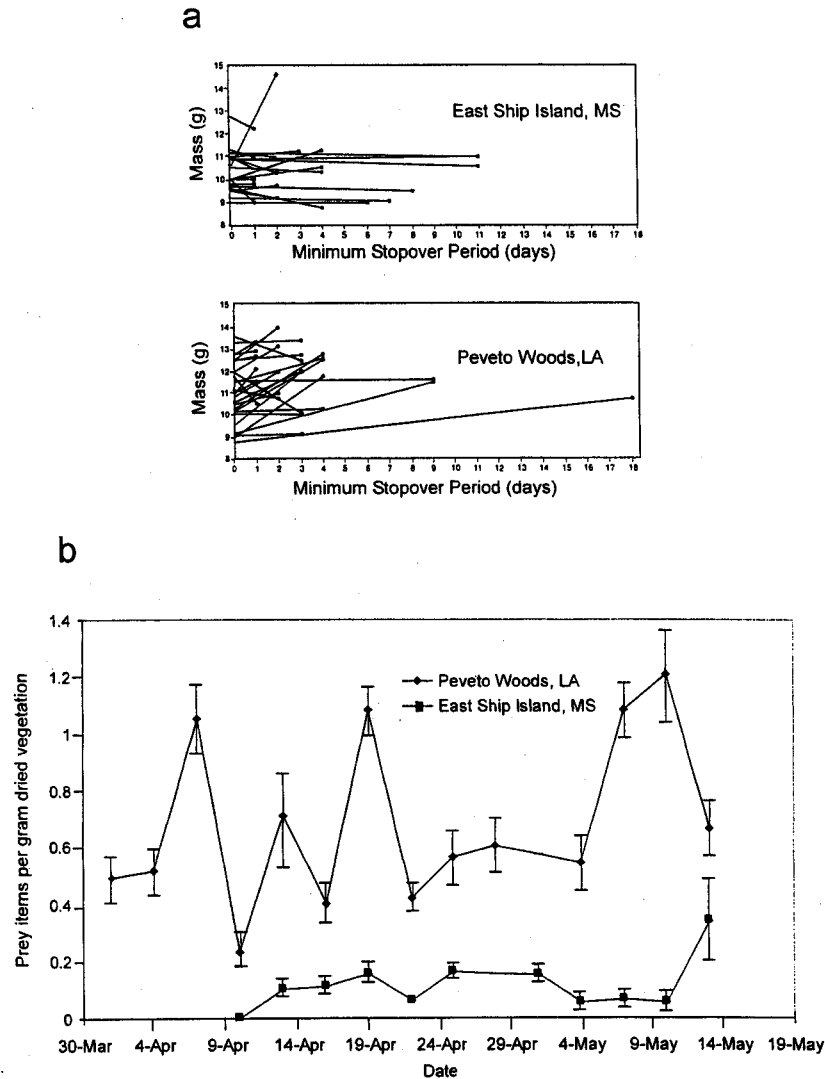 a
15
14
13
12
11
10
9
8
Mass (g)
East Ship Island, MS
0 1 2 3 4 5 6 7 8 9 10 11 12 13 14 15 16 17 18
Minimum Stopover Period (days)
15
14
13
12
11
10
9
8
Mass (g)
Peveto Woods,LA
0 1 2 3 4 5 6 7 8 9 10 11 12 13 14 15 16 17 18
Minimum Stopover Period (days)
b
1.4
1.2
1
0.8
0.6
0.4
0.2
0
Prey items per gram dried vegetation
Peveto Woods, LA
East Ship Island, MS
30-Mar 4-Apr 9-Apr 14-Apr 19-Apr 24-Apr 29-Apr 4-May 9-May 14-May 19-May
Date